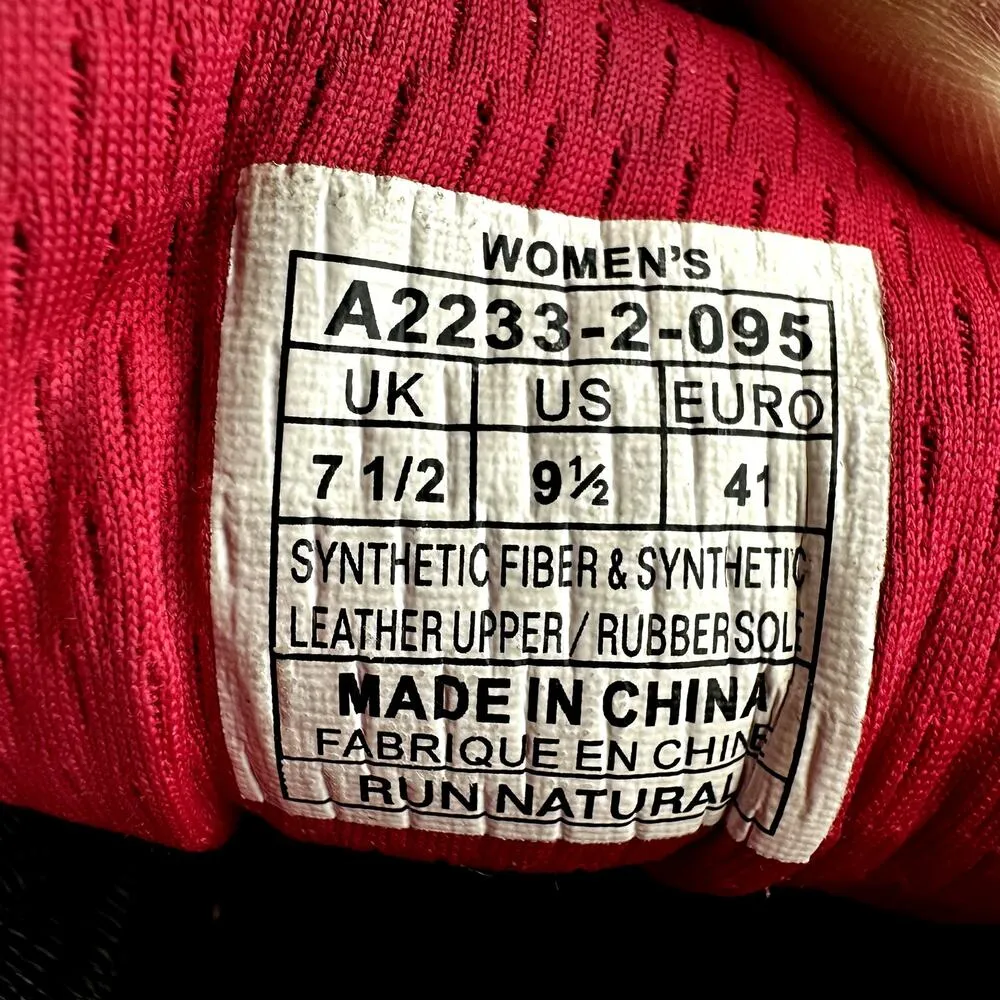 WOMEN'S
A2233-2-095
UK US EURO
7 1/2 9½ 41
SYNTHETIC FIBER & SYNTHETIC
LEATHER UPPER / RUBBER SOLE
MADE IN CHINA
FABRIQUE EN CHINE
RUN NATURAL